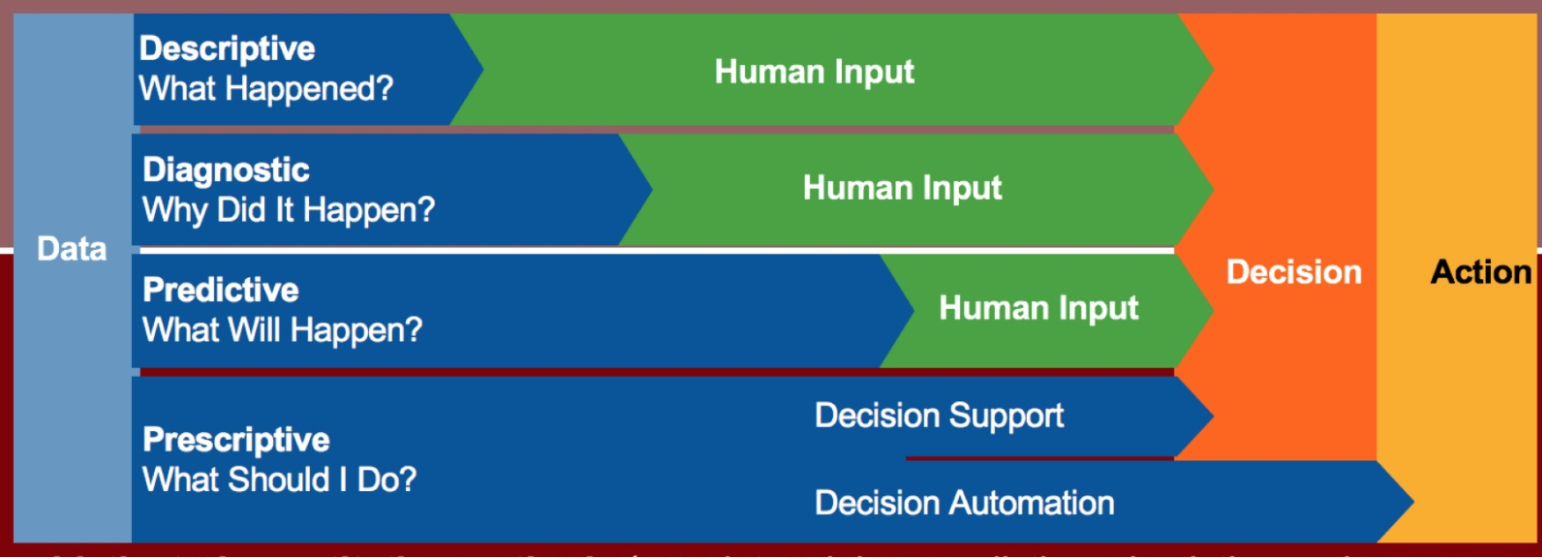 Descriptive
What Happened?
Human Input
Diagnostic
Why Did It Happen?
Human Input
Data
Predictive
What Will Happen?
Human Input
Decision
Action
Prescriptive
What Should I Do?
Decision Support
Decision Automation